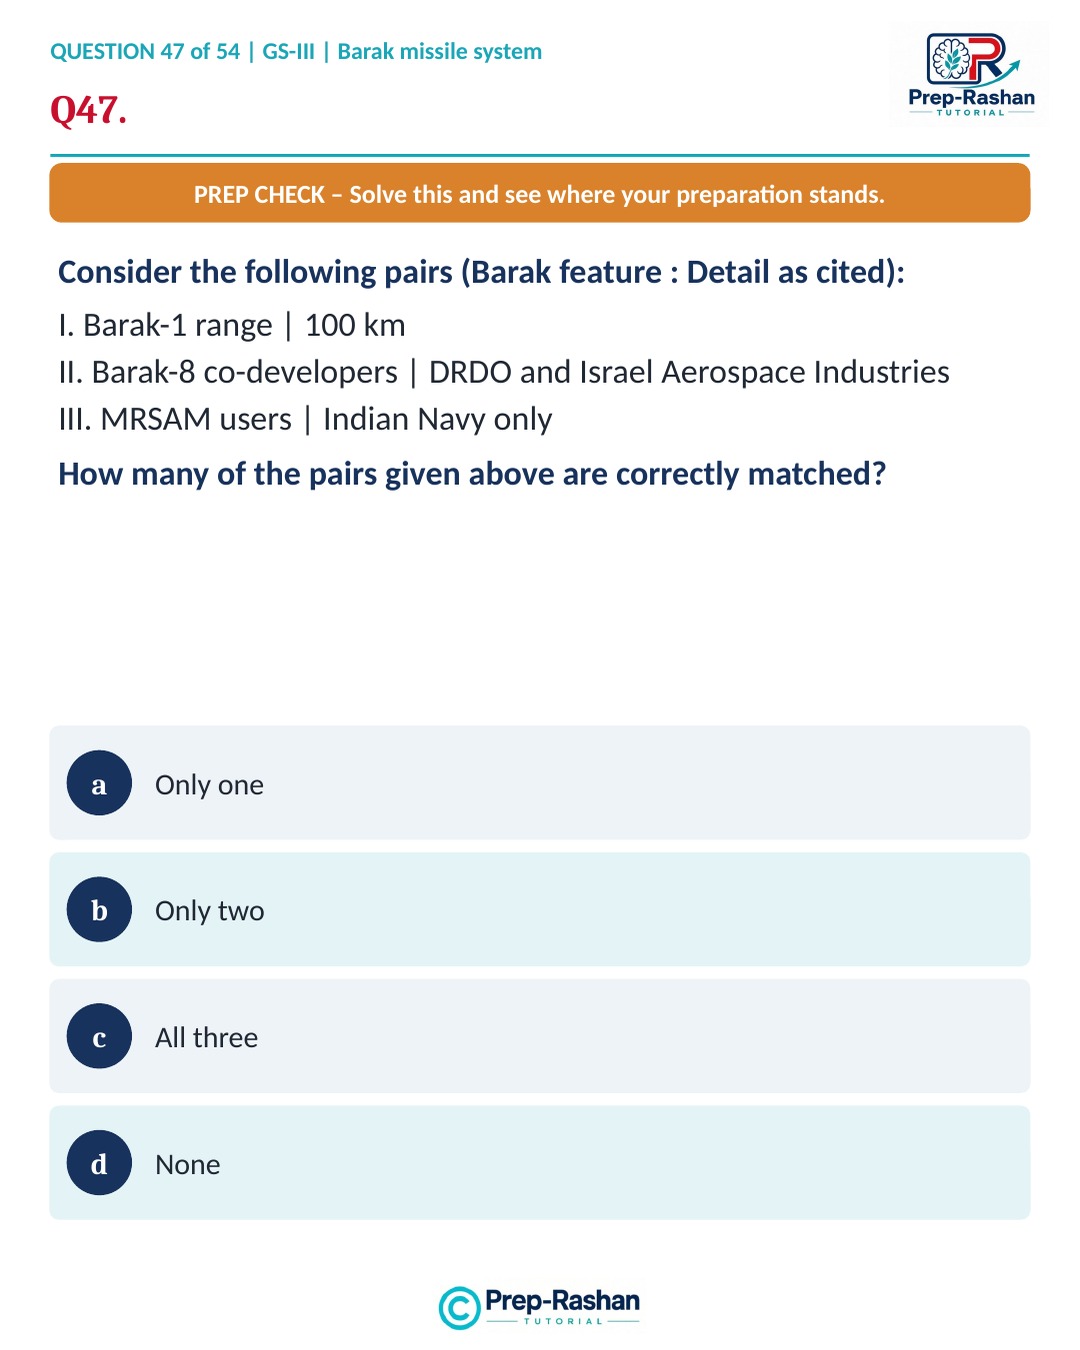 QUESTION 47 of 54 | GS-III | Barak missile system
Q47.
Prep-Rashan
TUTORIAL
PREP CHECK – Solve this and see where your preparation stands.
Consider the following pairs (Barak feature : Detail as cited):
I. Barak-1 range | 100 km
II. Barak-8 co-developers | DRDO and Israel Aerospace Industries
III. MRSAM users | Indian Navy only
How many of the pairs given above are correctly matched?
a Only one
b Only two
c All three
d None
© Prep-Rashan
TUTORIAL